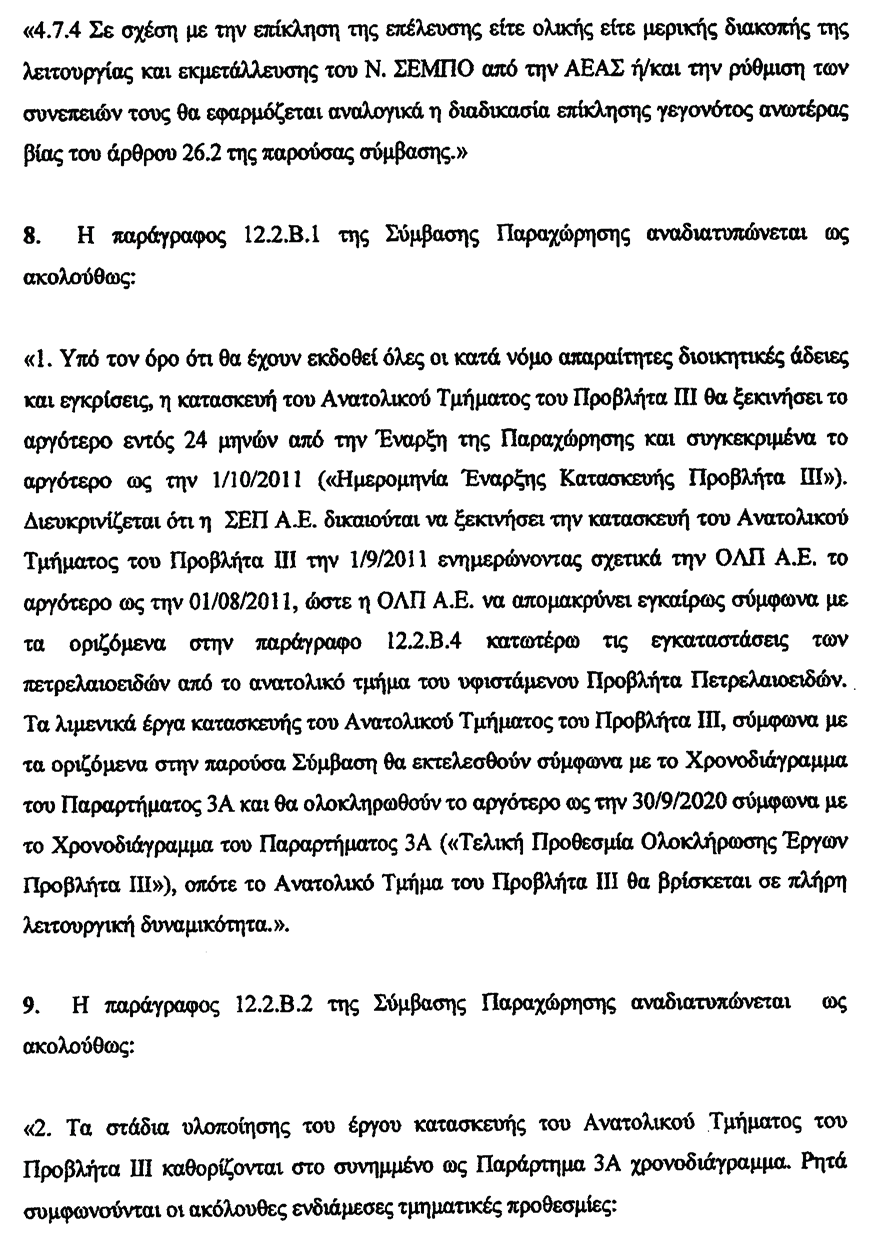 «4.7.4 Σε σχέση με την επίκληση της επέλευσης είτε ολικής είτε μερικής διακοπής της
λειτουργίας και εκμετάλλευσης του Ν. ΣΕΜΠΟ από την ΑΕΑΣ ή/και την ρύθμιση των
συνεπειών τους θα εφαρμόζεται αναλογικά η διαδικασία επίκλησης γεγονότος ανωτέρας
βίας του άρθρου 26.2 της παρούσας σύμβασης.»
8. Η παράγραφος 12.2.Β.1 της Σύμβασης Παραχώρησης αναδιατυπώνεται ως
ακολούθως:
«1. Υπό τον όρο ότι θα έχουν εκδοθεί όλες οι κατά νόμο απαραίτητες διοικητικές άδειες
και εγκρίσεις, η κατασκευή του Ανατολικού Τμήματος του Προβλήτα ΙΙΙ θα ξεκινήσει το
αργότερο εντός 24 μηνών από την Έναρξη της Παραχώρησης και συγκεκριμένα το
αργότερο ως την 1/10/2011 («Ημερομηνία Έναρξης Κατασκευής Προβλήτα ΙΙΙ»).
Διευκρινίζεται ότι η ΣΕΠ Α.Ε. δικαιούται να ξεκινήσει την κατασκευή του Ανατολικού
Τμήματος του Προβλήτα ΙΙΙ την 1/9/2011 ενημερώνοντας σχετικά την ΟΛΠ Α.Ε. το
αργότερο ως την 01/08/2011, ώστε η ΟΛΠ Α.Ε. να απομακρύνει εγκαίρως σύμφωνα με
τα οριζόμενα στην παράγραφο 12.2.Β.4 κατωτέρω τις εγκαταστάσεις των
πετρελαιοειδών από το ανατολικό τμήμα του υφιστάμενου Προβλήτα Πετρελαιοειδών.
Τα λιμενικά έργα κατασκευής του Ανατολικού Τμήματος του Προβλήτα ΙΙΙ, σύμφωνα με
τα οριζόμενα στην παρούσα Σύμβαση θα εκτελεσθούν σύμφωνα με το Χρονοδιάγραμμα
του Παραρτήματος 3Α και θα ολοκληρωθούν το αργότερο ως την 30/9/2020 σύμφωνα με
το Χρονοδιάγραμμα του Παραρτήματος 3Α («Τελική Προθεσμία Ολοκλήρωσης Έργων
Προβλήτα ΙΙΙ»), οπότε το Ανατολικό Τμήμα του Προβλήτα ΙΙΙ θα βρίσκεται σε πλήρη
λειτουργική δυναμικότητα.».
9. Η παράγραφος 12.2.Β.2 της Σύμβασης Παραχώρησης αναδιατυπώνεται ως
ακολούθως:
«2. Τα στάδια υλοποίησης του έργου κατασκευής του Ανατολικού Τμήματος του
Προβλήτα ΙΙΙ καθορίζονται στο συνημμένο ως Παράρτημα 3Α χρονοδιάγραμμα. Ρητά
συμφωνούνται οι ακόλουθες ενδιάμεσες τμηματικές προθεσμίες: